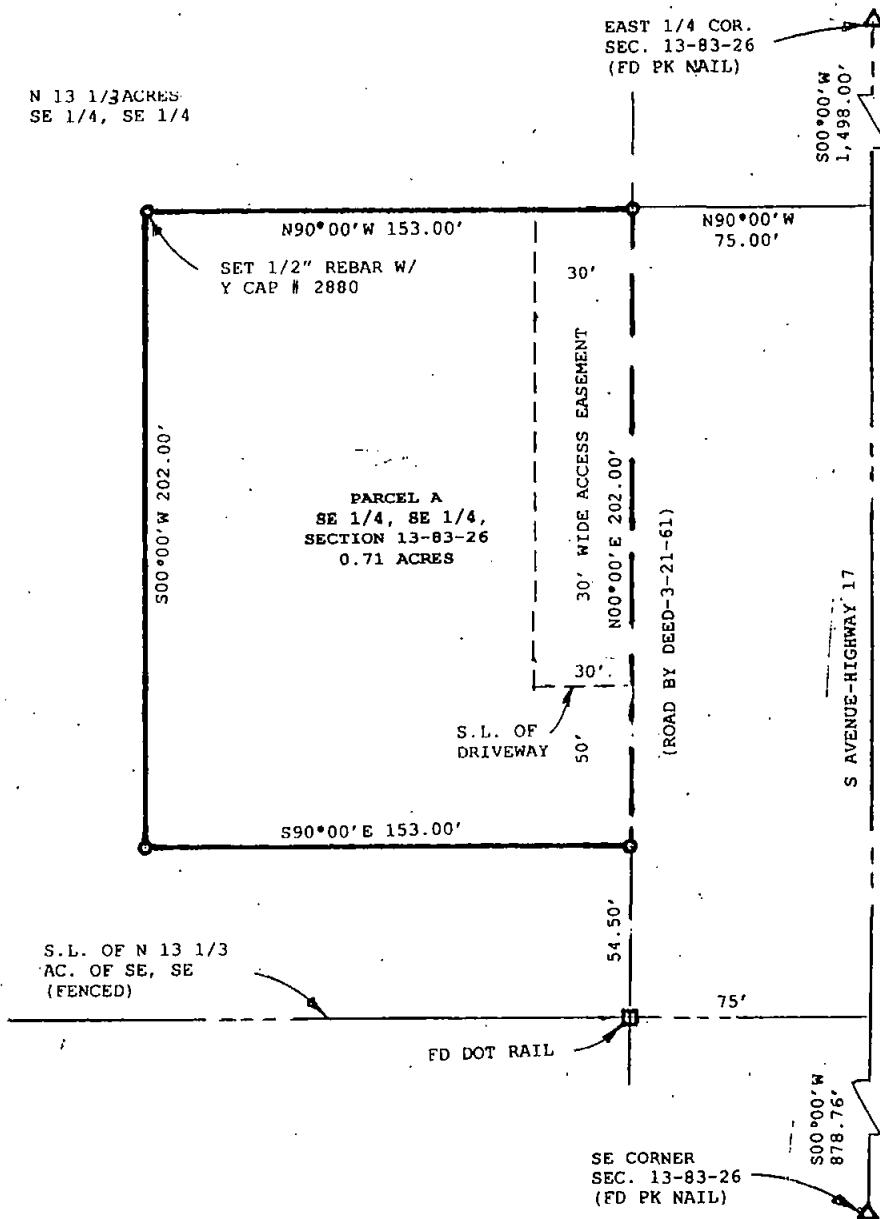 EAST 1/4 COR.
SEC. 13-83-26
(FD PK NAIL)
N 13 1/3 ACRES
SE 1/4, SE 1/4
S00°00'W
1,498.00'
N90°00'W 153.00'
N90°00'W
75.00'
SET 1/2" REBAR W/
Y CAP # 2880
30'
30' WIDE ACCESS EASEMENT
N00°00'E 202.00'
S00°00'W 202.00'
PARCEL A
SE 1/4, SE 1/4,
SECTION 13-83-26
0.71 ACRES
(ROAD BY DEED-3-21-61)
S AVENUE-HIGHWAY 17
30'
S.L. OF
DRIVEWAY
50'
S90°00'E 153.00'
54.50'
S.L. OF N 13 1/3
AC. OF SE, SE
(FENCED)
75'
FD DOT RAIL
S00°00'W
878.76'
SE CORNER
SEC. 13-83-26
(FD PK NAIL)